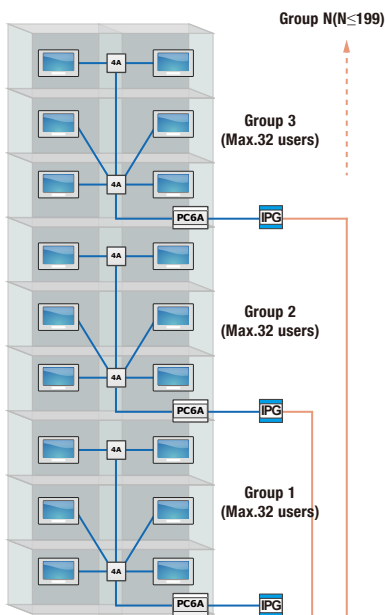 Group N(N≤199)
4A
Group 3
(Max.32 users)
4A
PC6A
IPG
4A
Group 2
(Max.32 users)
4A
PC6A
IPG
4A
Group 1
(Max.32 users)
4A
PC6A
IPG